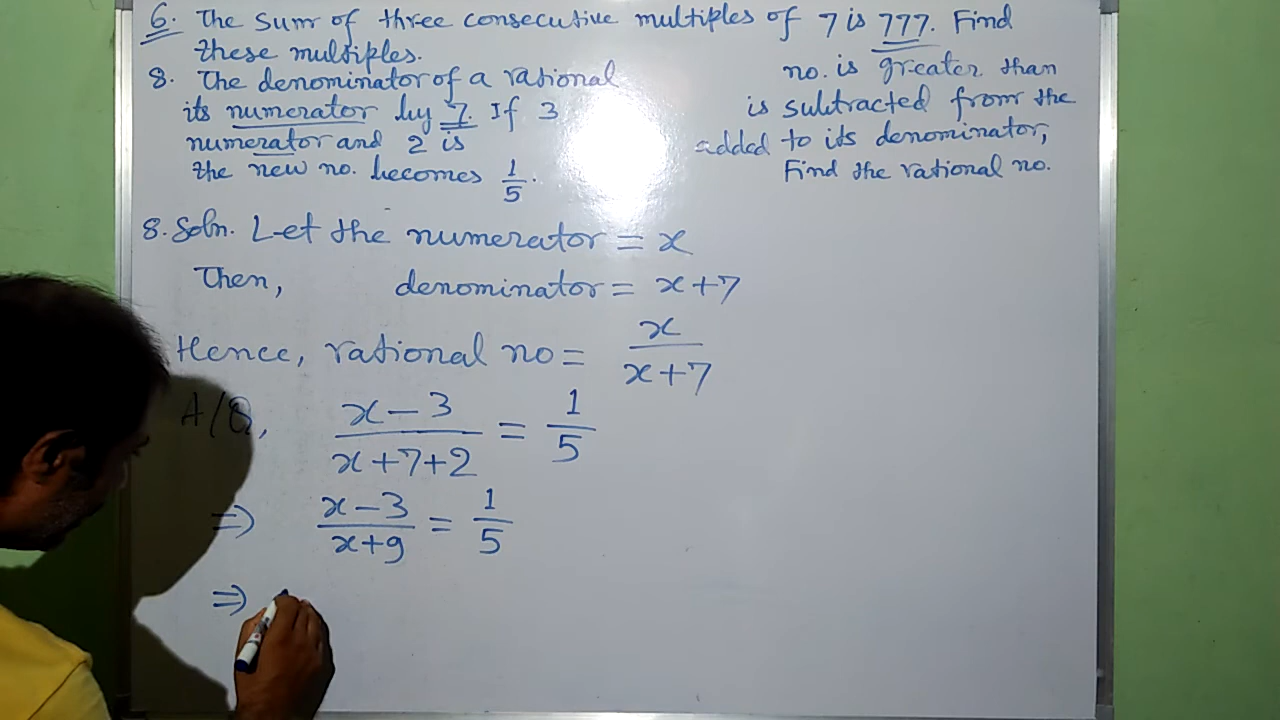 6. The sum of three consecutive multiples of 7 is 777. Find
these multiples.
8. The denominator of a rational no. is greater than
its numerator by 7. If 3 is subtracted from the
numerator and 2 is added to its denominator,
the new no. becomes 1/5. Find the rational no.
8. Soln. Let the numerator = x
Then, denominator = x+7
Hence, rational no = x/(x+7)
A/Q, (x-3)/(x+7+2) = 1/5
⇒ (x-3)/(x+9) = 1/5
⇒